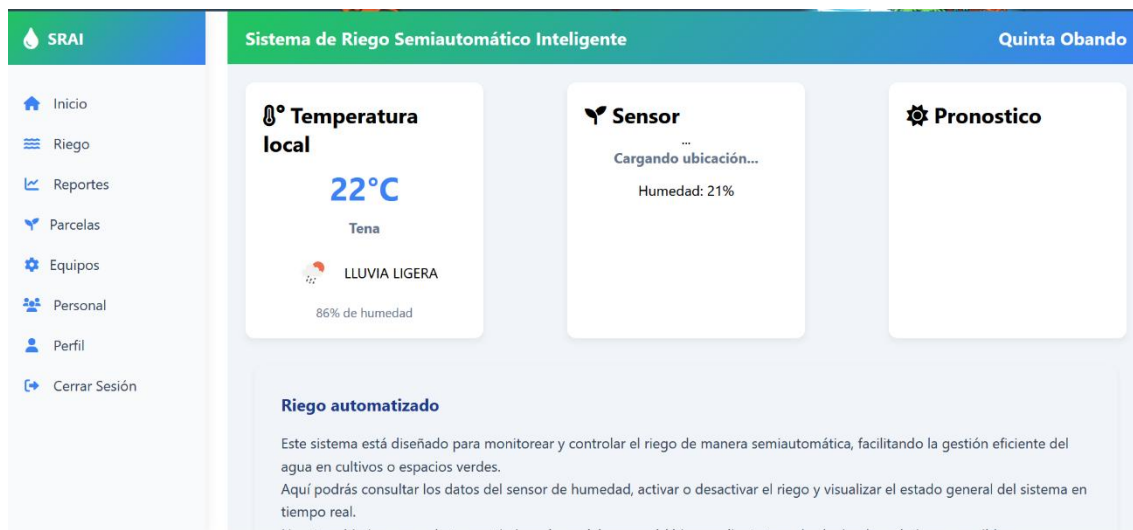 SRAI
Sistema de Riego Semiautomático Inteligente
Quinta Obando
Inicio
Riego
Reportes
Parcelas
Equipos
Personal
Perfil
Cerrar Sesión
Temperatura
local
22°C
Tena
LLUVIA LIGERA
86% de humedad
Sensor
...
Cargando ubicación...
Humedad: 21%
Pronostico
Riego automatizado
Este sistema está diseñado para monitorear y controlar el riego de manera semiautomática, facilitando la gestión eficiente del
agua en cultivos o espacios verdes.
Aquí podrás consultar los datos del sensor de humedad, activar o desactivar el riego y visualizar el estado general del sistema en
tiempo real.